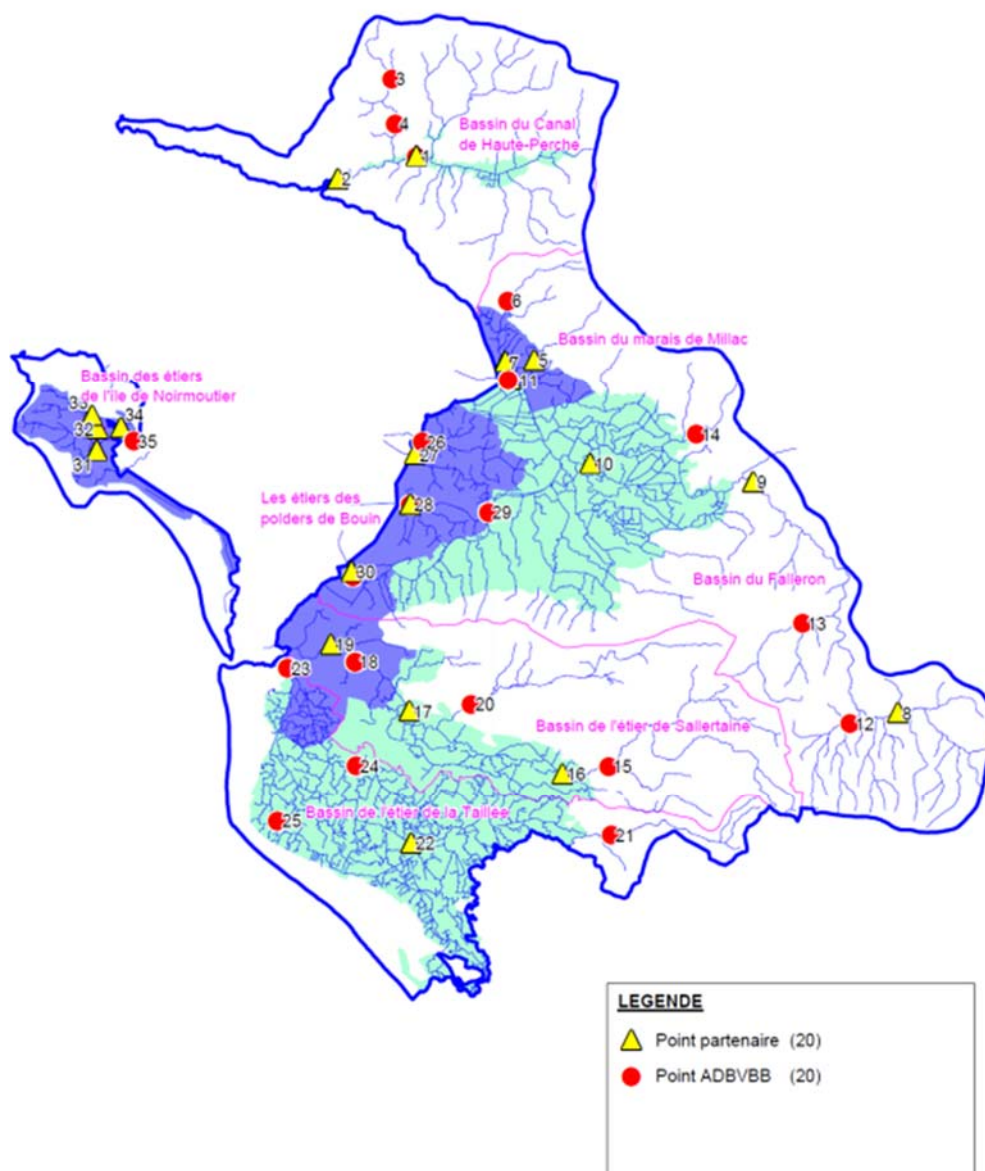 3
4
Bassin du Canal
de Haute-Perche
1
2
6
Bassin du marais de Millac
7
5
11
Bassin des étiers
de l'île de Noirmoutier
33
34
32
35
31
26
27
14
10
9
Les étiers des
polders de Bouin
28
29
30
Bassin du Falleron
13
19
18
23
17
20
8
12
Bassin de l'étier de Sallertaine
24
16
15
Bassin de l'étier de la Taillée
25
21
22
LEGENDE
Point partenaire (20)
Point ADBVBB (20)